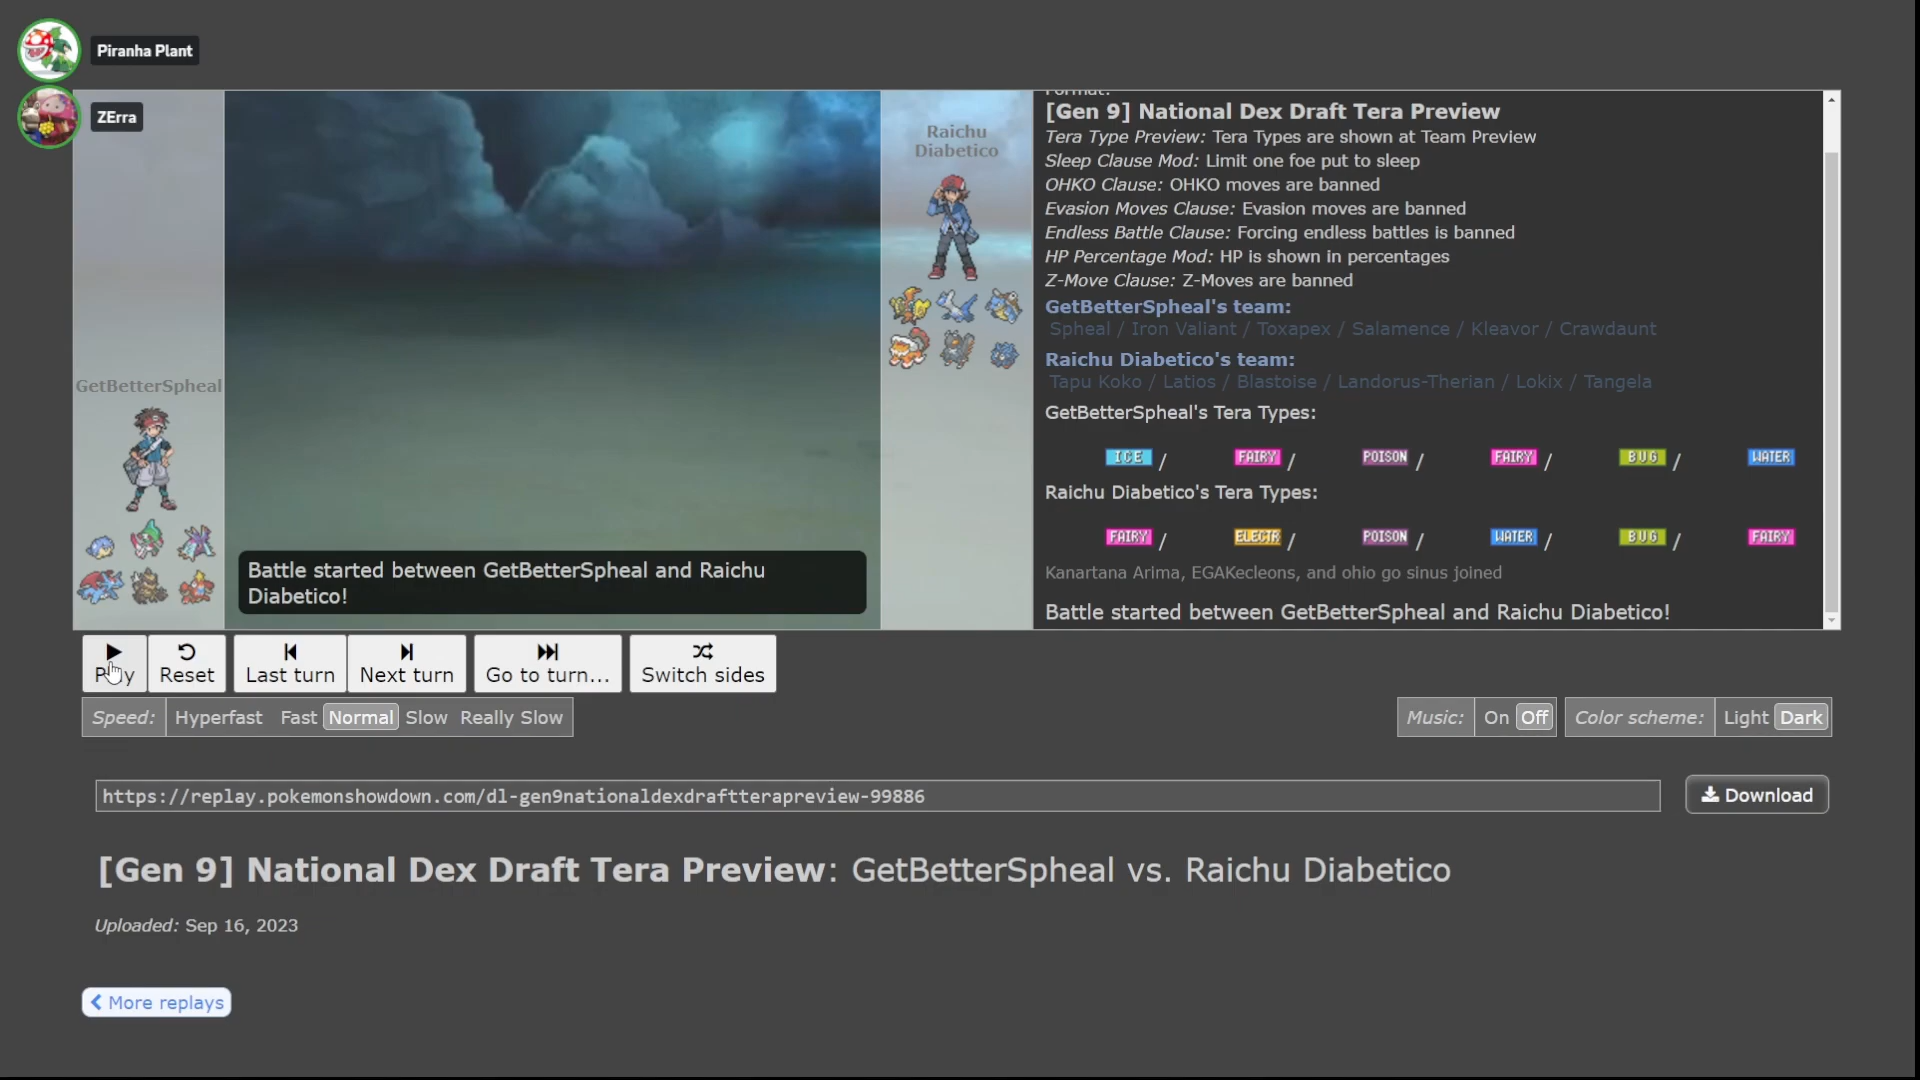 Piranha Plant
ZErra
GetBetterSpheal
Battle started between GetBetterSpheal and Raichu
Diabetico!
Raichu
Diabetico
Format:
[Gen 9] National Dex Draft Tera Preview
Tera Type Preview: Tera Types are shown at Team Preview
Sleep Clause Mod: Limit one foe put to sleep
OHKO Clause: OHKO moves are banned
Evasion Moves Clause: Evasion moves are banned
Endless Battle Clause: Forcing endless battles is banned
HP Percentage Mod: HP is shown in percentages
Z-Move Clause: Z-Moves are banned
GetBetterSpheal's team:
Spheal / Iron Valiant / Toxapex / Salamence / Kleavor / Crawdaunt
Raichu Diabetico's team:
Tapu Koko / Latios / Blastoise / Landorus-Therian / Lokix / Tangela
GetBetterSpheal's Tera Types:
ICE / FAIRY / POISON / FAIRY / BUG / WATER
Raichu Diabetico's Tera Types:
FAIRY / ELECTR / POISON / WATER / BUG / FAIRY
Kanartana Arima, EGAKecleons, and ohio go sinus joined
Battle started between GetBetterSpheal and Raichu Diabetico!
Play Reset Last turn Next turn Go to turn... Switch sides
Speed: Hyperfast Fast Normal Slow Really Slow Music: On Off Color scheme: Light Dark
https://replay.pokemonshowdown.com/dl-gen9nationaldexdraftterapreview-99886 Download
[Gen 9] National Dex Draft Tera Preview: GetBetterSpheal vs. Raichu Diabetico
Uploaded: Sep 16, 2023
More replays